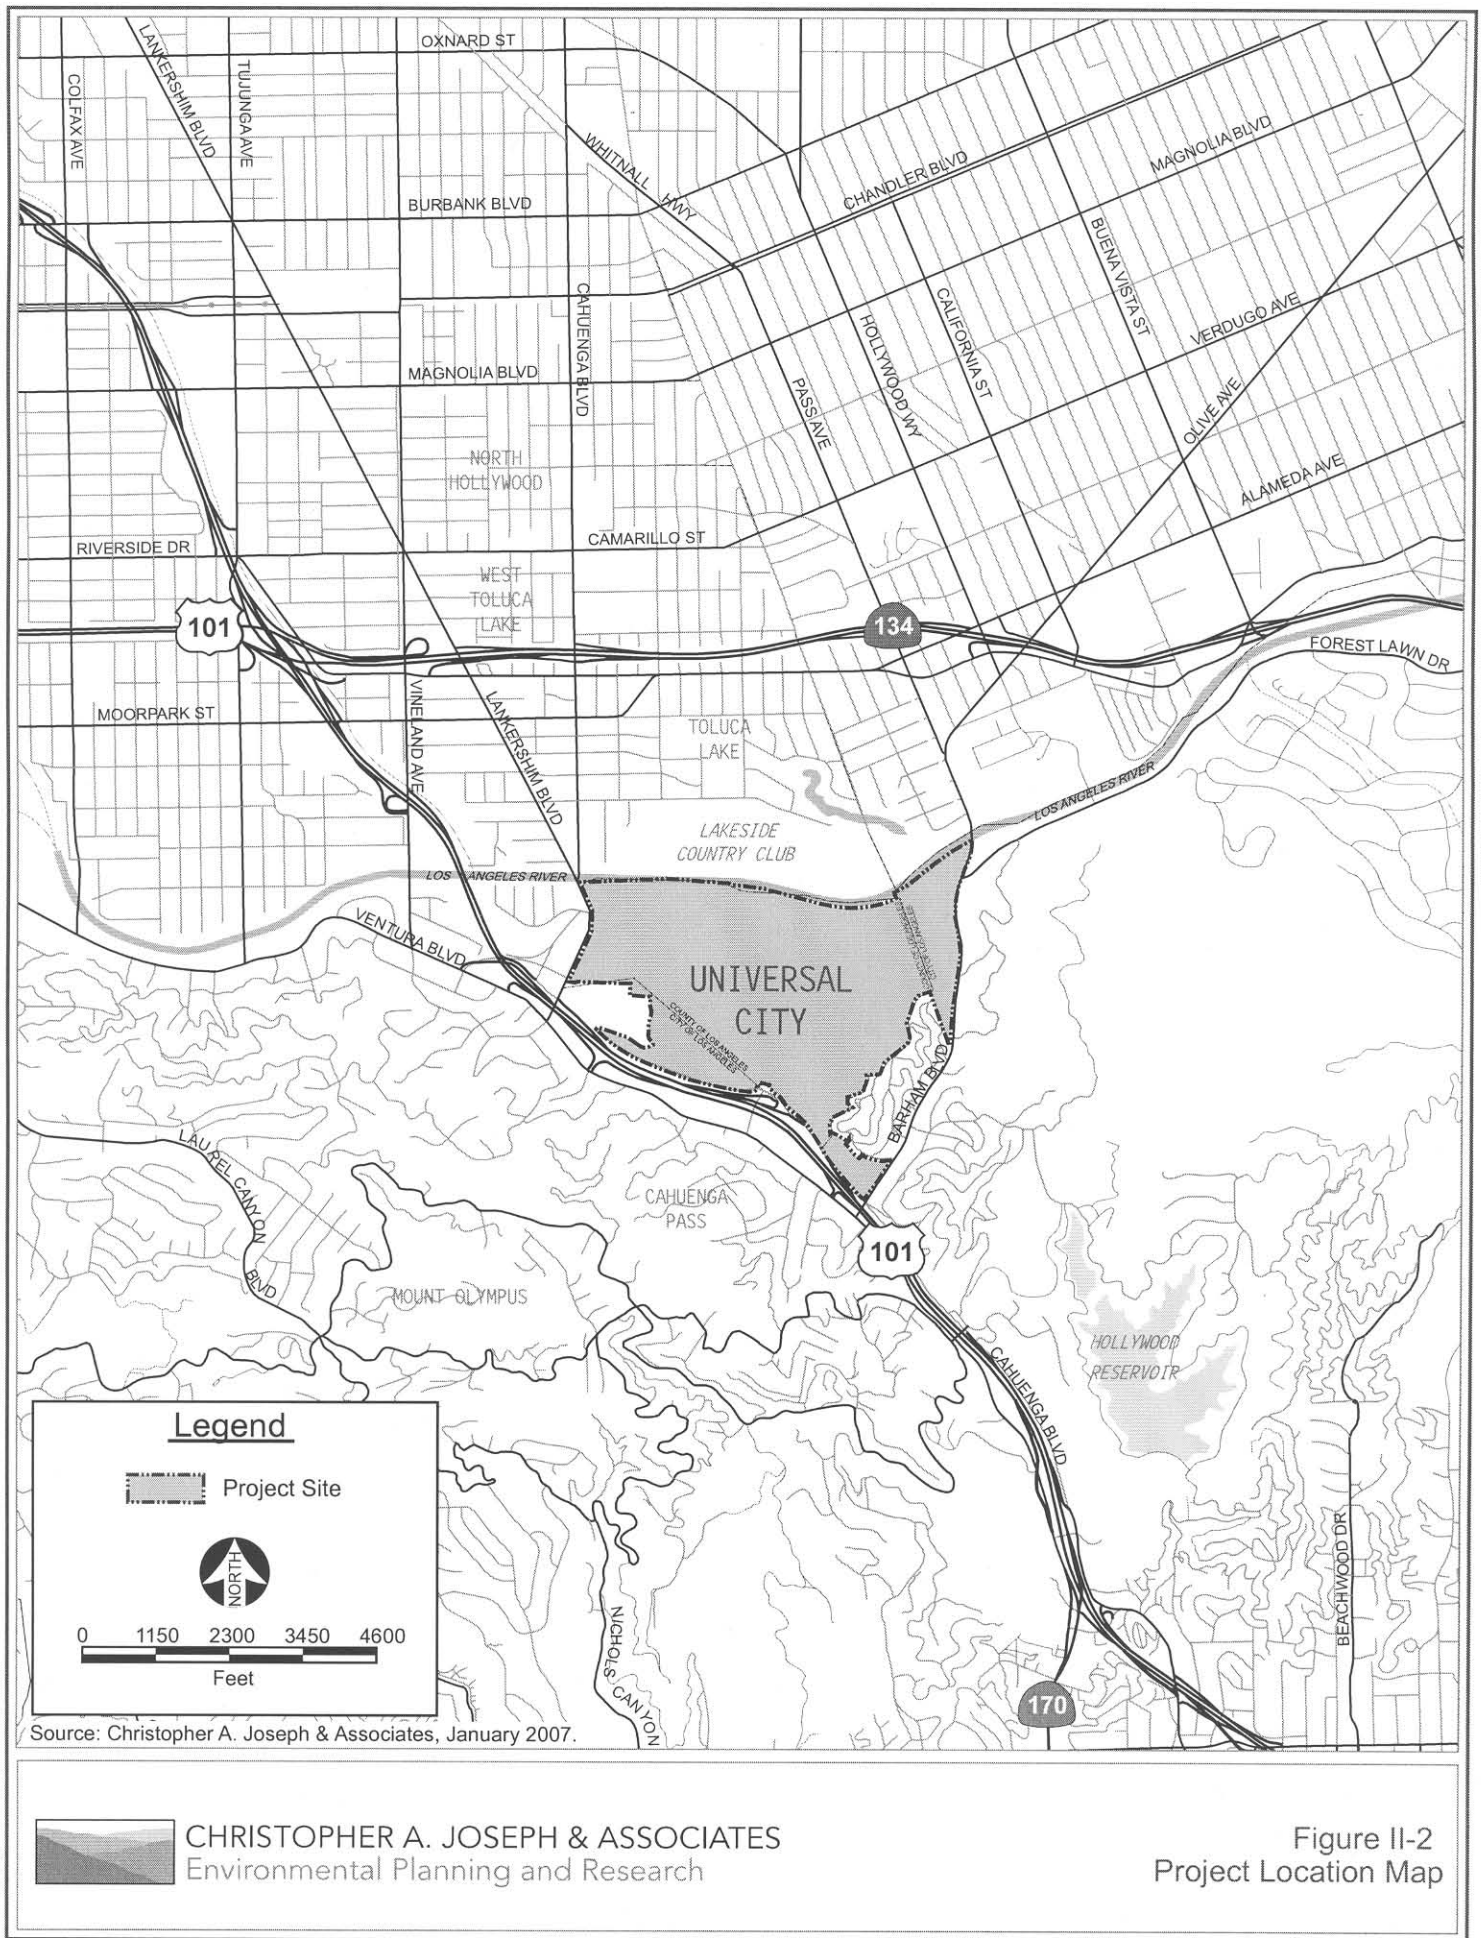 OXNARD ST
LANKERSHIM BLVD
COLFAX AVE
TUJUNGA AVE
WHITNALL HWY
CHANDLER BLVD
MAGNOLIA BLVD
BURBANK BLVD
BUENA VISTA ST
CAHUENGA BLVD
CALIFORNIA ST
HOLLYWOOD WY
VERDUGO AVE
MAGNOLIA BLVD
PASS AVE
OLIVE AVE
NORTH
HOLLYWOOD
ALAMEDA AVE
RIVERSIDE DR
CAMARILLO ST
WEST
TOLUCA
LAKE
101
134
FOREST LAWN DR
MOORPARK ST
VINELAND AVE
LANKERSHIM BLVD
TOLUCA
LAKE
LOS ANGELES RIVER
LAKESIDE
COUNTRY CLUB
LOS ANGELES RIVER
VENTURA BLVD
UNIVERSAL
CITY
COUNTY OF LOS ANGELES
CITY OF LOS ANGELES
BARHAM BLVD
LAUREL CANYON BLVD
CAHUENGA
PASS
101
MOUNT OLYMPUS
HOLLYWOOD
RESERVOIR
CAHUENGA BLVD
BEACHWOOD DR
NICHOLS CANYON
170
Legend
Project Site
NORTH
0 1150 2300 3450 4600
Feet
Source: Christopher A. Joseph & Associates, January 2007.
CHRISTOPHER A. JOSEPH & ASSOCIATES
Environmental Planning and Research
Figure II-2
Project Location Map